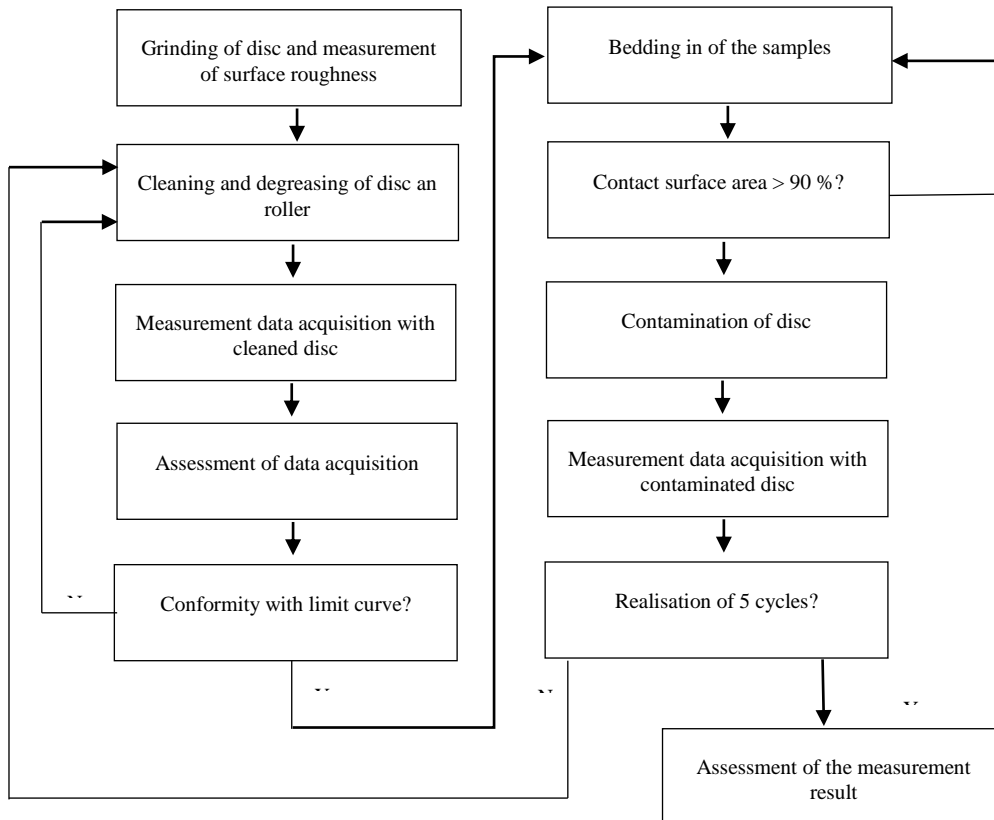 Grinding of disc and measurement
of surface roughness
Cleaning and degreasing of disc an
roller
Measurement data acquisition with
cleaned disc
Assessment of data acquisition
Conformity with limit curve?
Bedding in of the samples
Contact surface area > 90 %?
Contamination of disc
Measurement data acquisition with
contaminated disc
Realisation of 5 cycles?
Assessment of the measurement
result